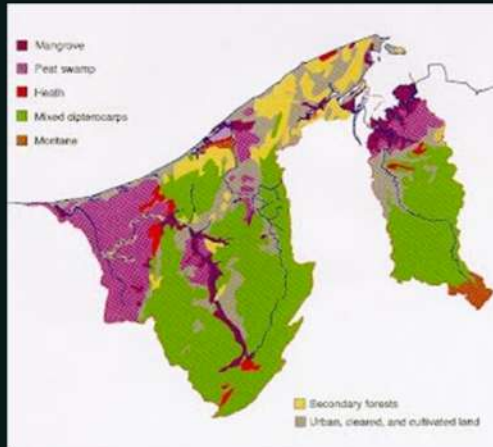 Mangrove
Peat swamp
Heath
Mixed dipterocarps
Montane
Secondary forests
Urban, cleared, and cultivated land